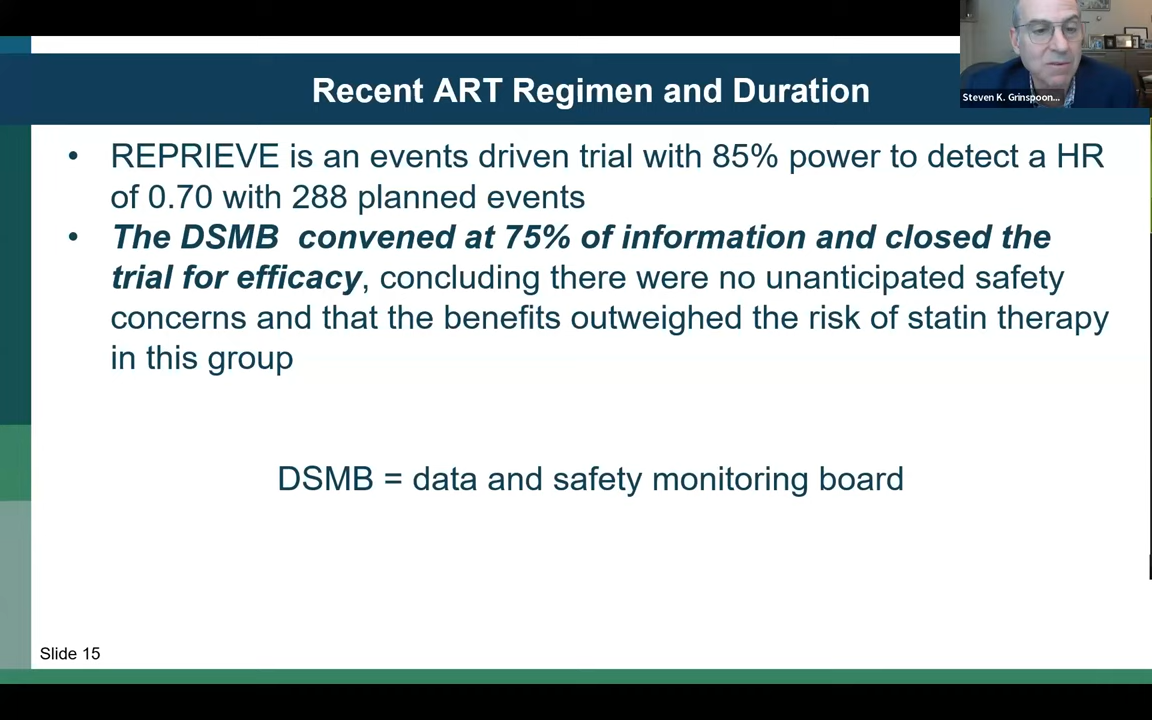 Steven K. Grinspoon...
Recent ART Regimen and Duration
• REPRIEVE is an events driven trial with 85% power to detect a HR
of 0.70 with 288 planned events
• The DSMB  convened at 75% of information and closed the
trial for efficacy, concluding there were no unanticipated safety
concerns and that the benefits outweighed the risk of statin therapy
in this group
DSMB = data and safety monitoring board
Slide 15